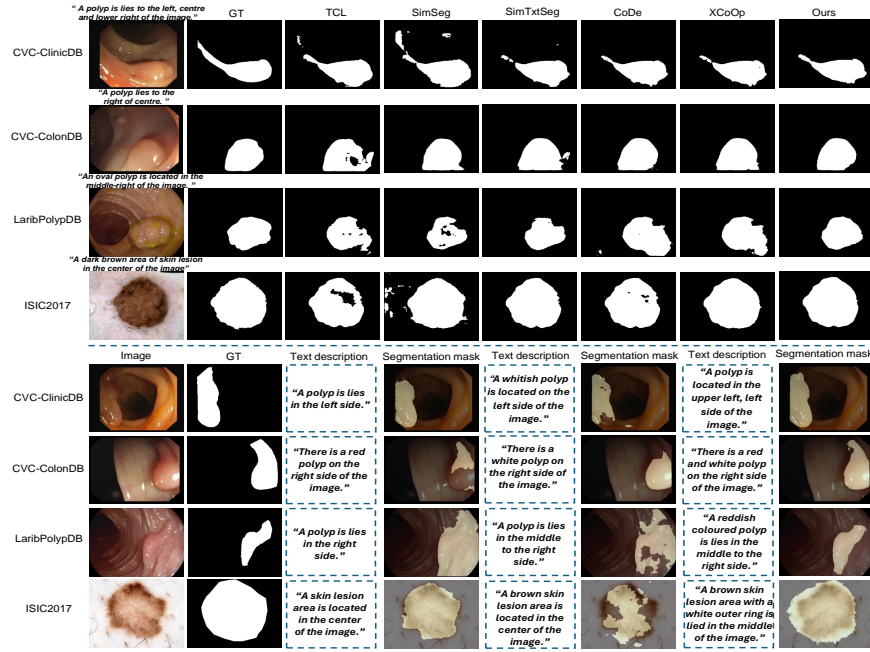 “ A polyp is lies to the left, centre
and lower right of the image.”
GT
TCL
SimSeg
SimTxtSeg
CoDe
XCoOp
Ours
CVC-ClinicDB
“A polyp lies to the
right of centre. ”
CVC-ColonDB
“An oval polyp is located in the
middle-right of the image. ”
LaribPolypDB
“A dark brown area of skin lesion
in the center of the image”
ISIC2017
Image
GT
Text description
Segmentation mask
Text description
Segmentation mask
Text description
Segmentation mask
CVC-ClinicDB
“A polyp is lies
in the left side.”
“A whitish polyp
is located on the
left side of the
image.”
“A polyp is
located in the
upper left, left
side of the
image.”
CVC-ColonDB
“There is a red
polyp on the
right side of the
image.”
“There is a
white polyp on
the right side of
the image.”
“There is a red
and white polyp
on the right side
of the image.”
LaribPolypDB
“A polyp is lies
in the right
side.”
“A polyp is lies
in the middle
to the right
side.”
“A reddish
coloured polyp
is lies in the
middle to the
right side.”
ISIC2017
“A skin lesion
area is located
in the center
of the image.”
“A brown skin
lesion area is
located in the
center of the
image.”
“A brown skin
lesion area with a
white outer ring is
lied in the middle
of the image.”